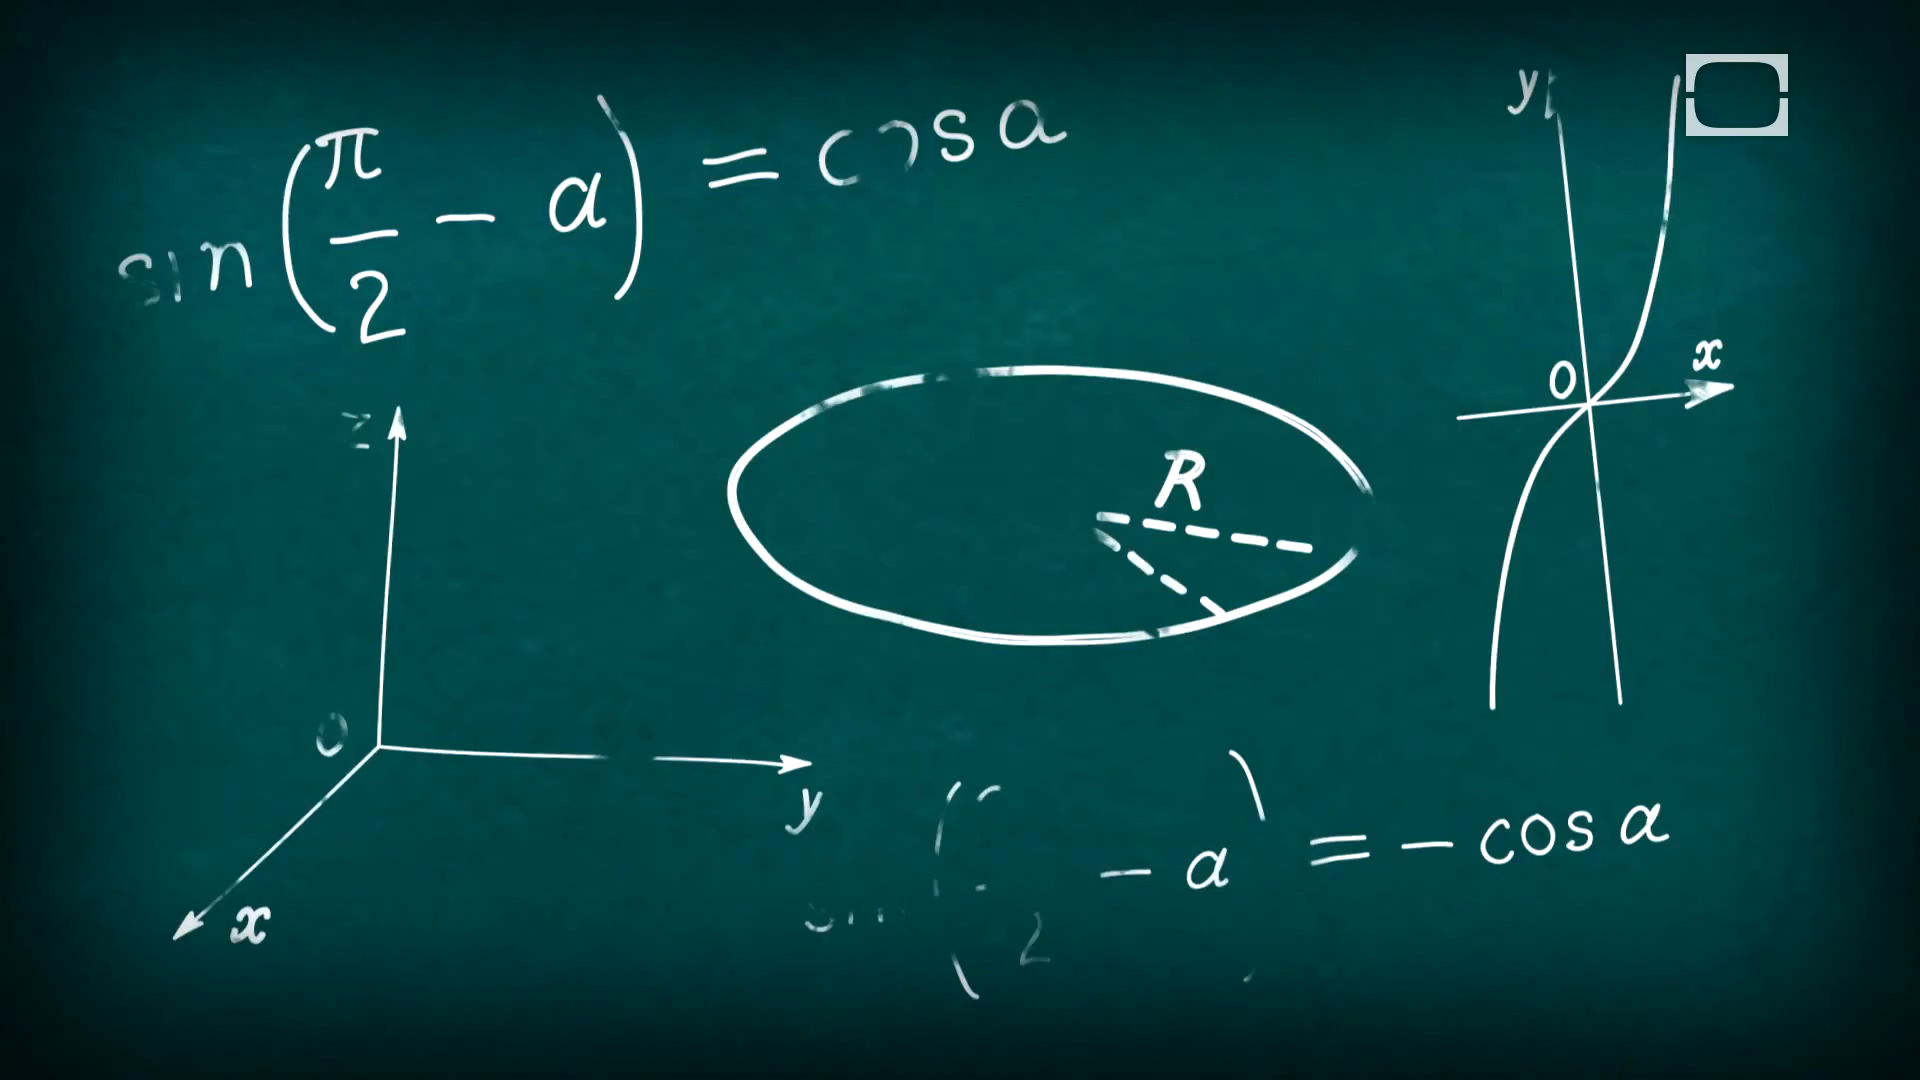 sin(π/2 - a) = cos a
y
x
0
z
R
0
y
- a) = - cos a
x
2